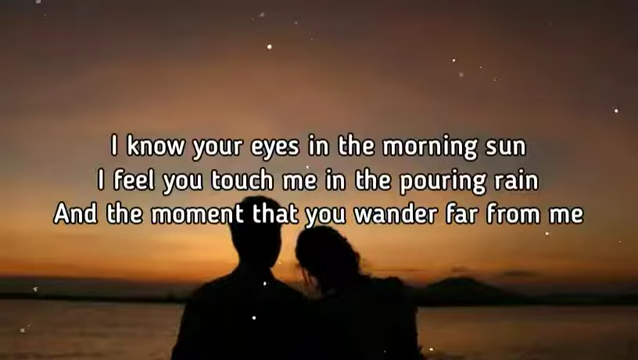 I know your eyes in the morning sun
I feel you touch me in the pouring rain
And the moment that you wander far from me